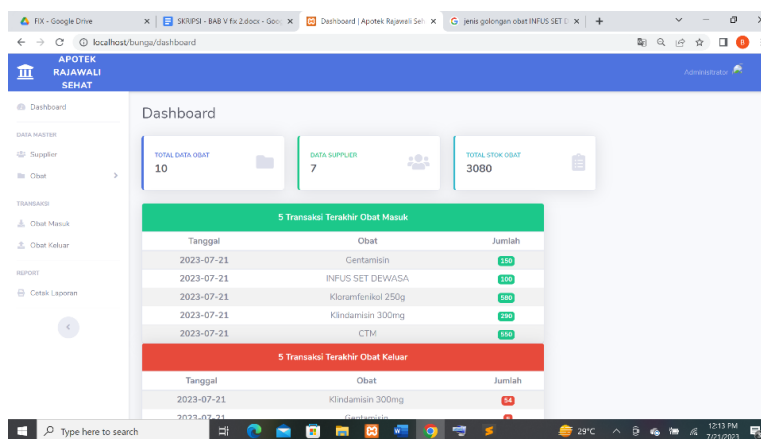 FIX - Google Drive
SKRIPSI - BAB V fix 2.docx - Goo
Dashboard | Apotek Rajawali Seh
jenis golongan obat INFUS SET D
localhost/bunga/dashboard
APOTEK
RAJAWALI
SEHAT
Administrator
Dashboard
DATA MASTER
Supplier
Obat
TRANSAKSI
Obat Masuk
Obat Keluar
REPORT
Cetak Laporan
Dashboard
TOTAL DATA OBAT
10
DATA SUPPLIER
7
TOTAL STOK OBAT
3080
5 Transaksi Terakhir Obat Masuk
Tanggal Obat Jumlah
2023-07-21 Gentamisin 150
2023-07-21 INFUS SET DEWASA 100
2023-07-21 Kloramfenikol 250g
2023-07-21 Klindamisin 300mg
2023-07-21 CTM 550
5 Transaksi Terakhir Obat Keluar
Tanggal Obat Jumlah
2023-07-21 Klindamisin 300mg 54
2023-07-21 Gentamisin
Type here to search
29°C
12:13 PM
7/21/2023